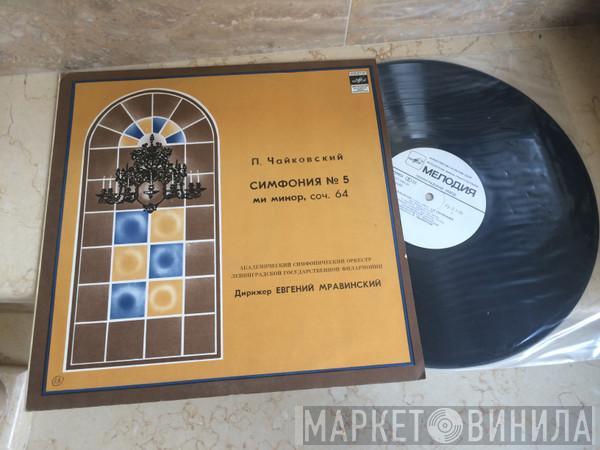 П. Чайковский
СИМФОНИЯ № 5
МИ МИНОР, СОЧ. 64
АКАДЕМИЧЕСКИЙ СИМФОНИЧЕСКИЙ ОРКЕСТР
ЛЕНИНГРАДСКОЙ ГОСУДАРСТВЕННОЙ ФИЛАРМОНИИ
Дирижер ЕВГЕНИЙ МРАВИНСКИЙ
МЕЛОДИЯ
МАРКЕТ ВИНИЛА